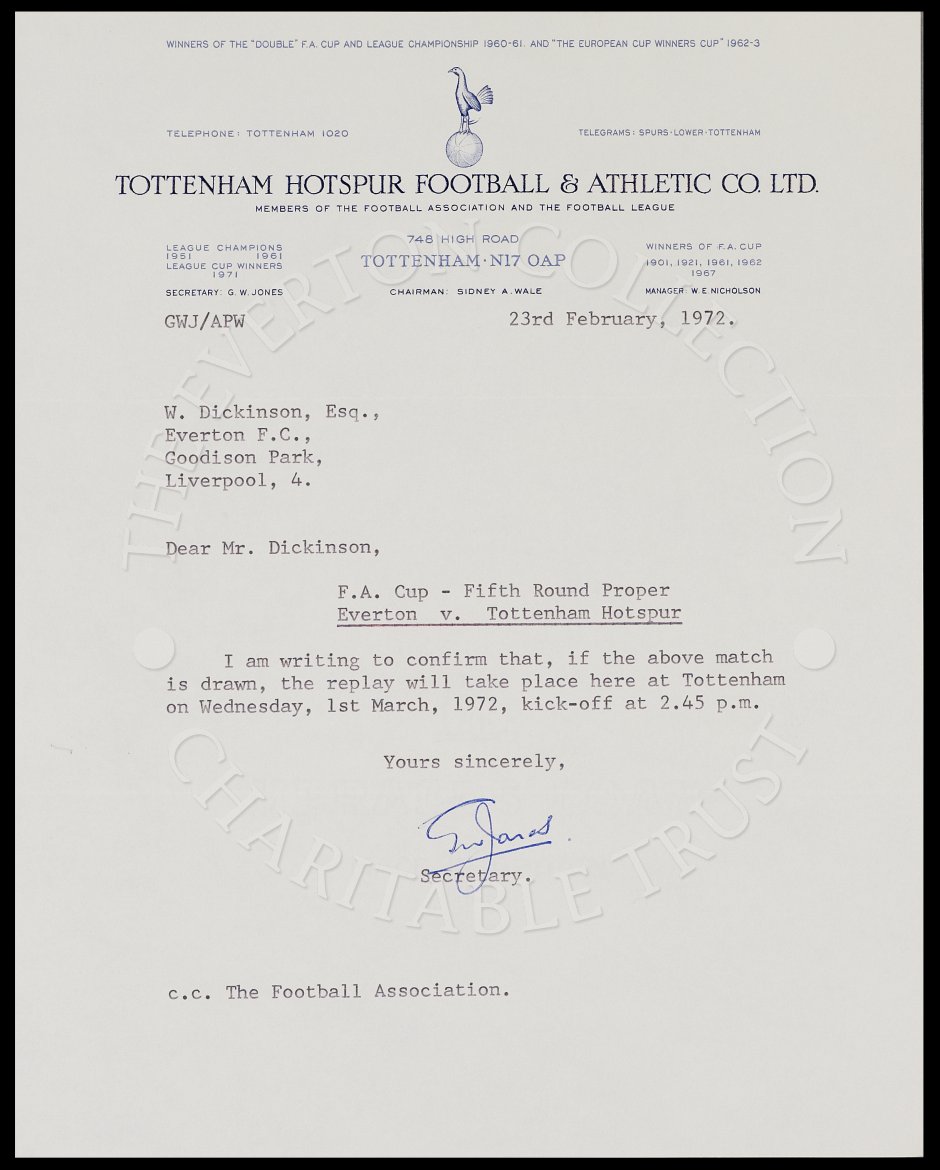 WINNERS OF THE "DOUBLE" F.A. CUP AND LEAGUE CHAMPIONSHIP 1960-61. AND "THE EUROPEAN CUP WINNERS CUP" 1962-3
TELEPHONE: TOTTENHAM 1020
TELEGRAMS: SPURS·LOWER·TOTTENHAM
TOTTENHAM HOTSPUR FOOTBALL & ATHLETIC CO. LTD.
MEMBERS OF THE FOOTBALL ASSOCIATION AND THE FOOTBALL LEAGUE
LEAGUE CHAMPIONS
1951 1961
LEAGUE CUP WINNERS
1971
748 HIGH ROAD
TOTTENHAM·N17 OAP
WINNERS OF F.A. CUP
1901, 1921, 1961, 1962
1967
SECRETARY: G. W. JONES
CHAIRMAN: SIDNEY A. WALE
MANAGER: W. E. NICHOLSON
GWJ/APW
23rd February, 1972.
W. Dickinson, Esq.,
Everton F.C.,
Goodison Park,
Liverpool, 4.
Dear Mr. Dickinson,
F.A. Cup - Fifth Round Proper
Everton v. Tottenham Hotspur
I am writing to confirm that, if the above match
is drawn, the replay will take place here at Tottenham
on Wednesday, 1st March, 1972, kick-off at 2.45 p.m.
Yours sincerely,
GWJones.
Secretary.
c.c. The Football Association.
THE EVERTON COLLECTION
CHARITABLE TRUST